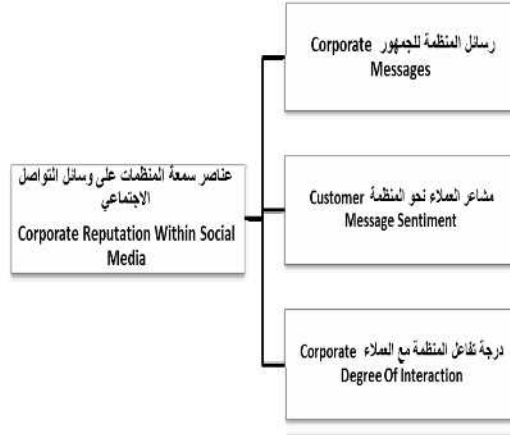 رسائل المنظمة للجمهور Corporate
Messages
عناصر سمعة المنظمات على وسائل التواصل
الاجتماعي
Corporate Reputation Within Social
Media
مشاعر العملاء نحو المنظمة Customer
Message Sentiment
درجة تفاعل المنظمة مع العملاء Corporate
Degree Of Interaction